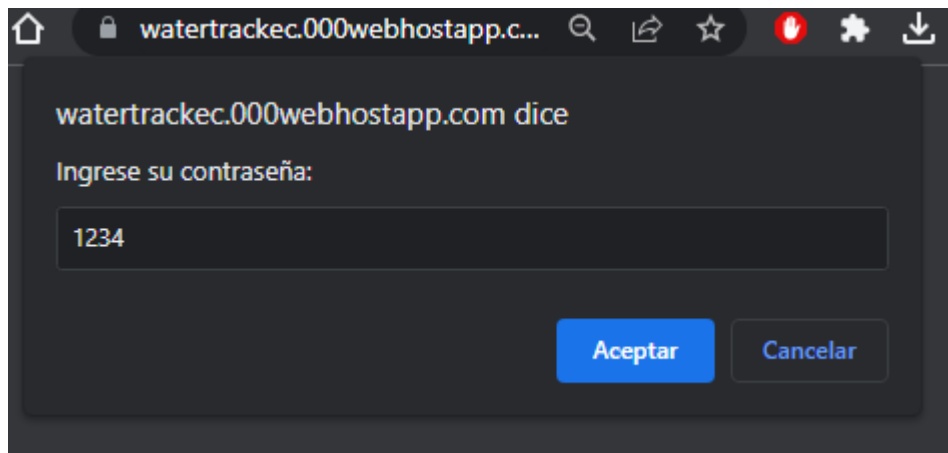 watertrackec.000webhostapp.c...
watertrackec.000webhostapp.com dice
Ingrese su contraseña:
1234
Aceptar
Cancelar